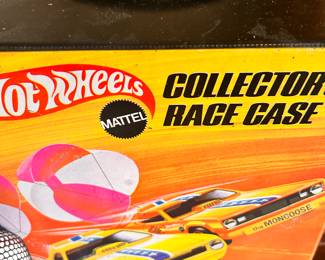 HOT WHEELS
MATTEL
COLLECTOR'S
RACE CASE
the MONGOOSE